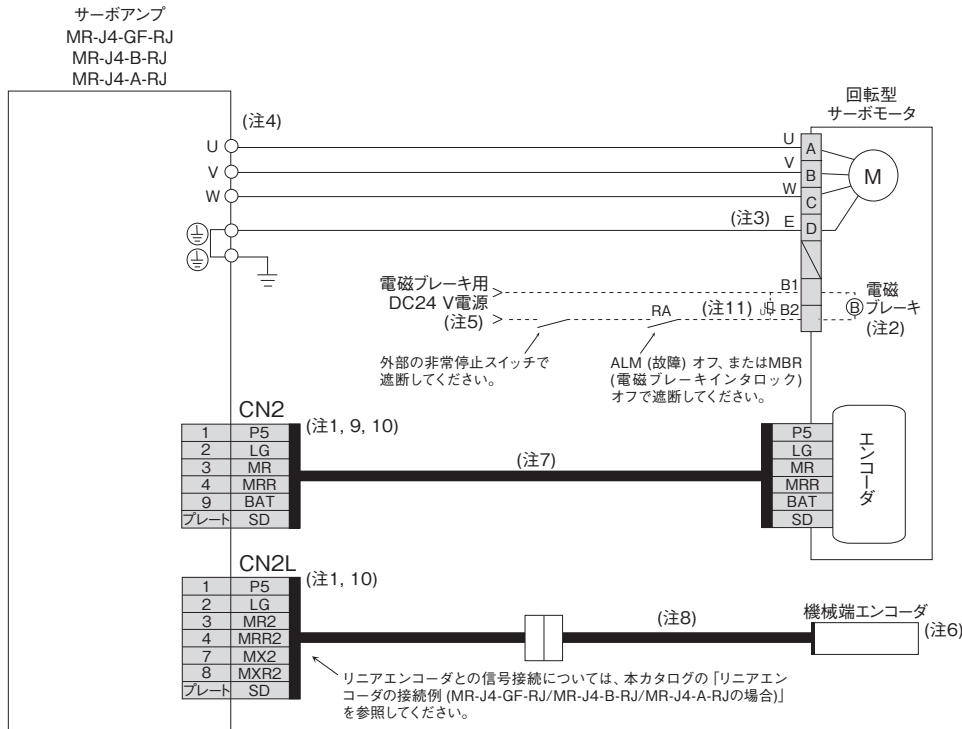 サーボアンプ
MR-J4-GF-RJ
MR-J4-B-RJ
MR-J4-A-RJ
回転型
サーボモータ
(注4)
U
U
A
V
V
B
M
W
W
C
(注3)
E
D
電磁ブレーキ用
DC24 V電源
(注5)
B1
RA
(注11)
U
B2
B
電磁
ブレーキ
(注2)
外部の非常停止スイッチで
遮断してください。
ALM (故障) オフ、またはMBR
(電磁ブレーキインタロック)
オフで遮断してください。
CN2
(注1, 9, 10)
1 P5
2 LG
3 MR
4 MRR
9 BAT
プレート SD
(注7)
P5
LG
MR
MRR
BAT
SD
エンコーダ
CN2L
(注1, 10)
1 P5
2 LG
3 MR2
4 MRR2
7 MX2
8 MXR2
プレート SD
(注8)
機械端エンコーダ
(注6)
リニアエンコーダとの信号接続については、本カタログの「リニアエン
コーダの接続例 (MR-J4-GF-RJ/MR-J4-B-RJ/MR-J4-A-RJの場合)」
を参照してください。